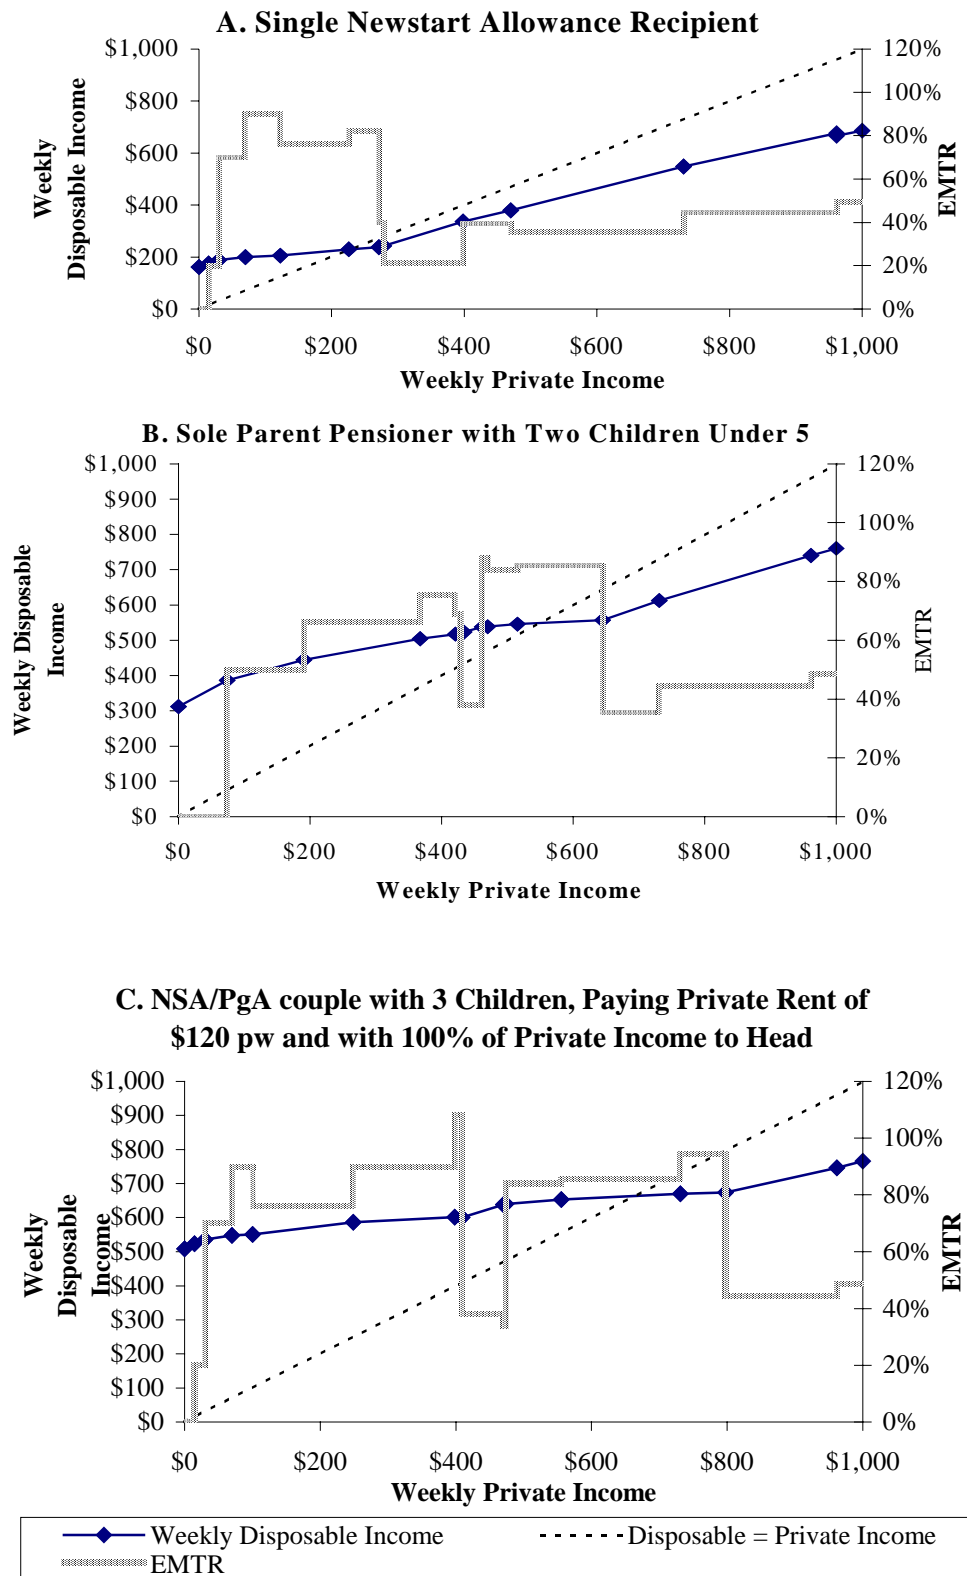 A. Single Newstart Allowance Recipient
$1,000
$800
$600
$400
$200
$0
120%
100%
80%
60%
40%
20%
0%
Weekly
Disposable Income
EMTR
$0 $200 $400 $600 $800 $1,000
Weekly Private Income
B. Sole Parent Pensioner with Two Children Under 5
$1,000
$900
$800
$700
$600
$500
$400
$300
$200
$100
$0
120%
100%
80%
60%
40%
20%
0%
Weekly Disposable
Income
EMTR
$0 $200 $400 $600 $800 $1,000
Weekly Private Income
C. NSA/PgA couple with 3 Children, Paying Private Rent of
$120 pw and with 100% of Private Income to Head
$1,000
$900
$800
$700
$600
$500
$400
$300
$200
$100
$0
120%
100%
80%
60%
40%
20%
0%
Weekly
Disposable
Income
EMTR
$0 $200 $400 $600 $800 $1,000
Weekly Private Income
Weekly Disposable Income
Disposable = Private Income
EMTR